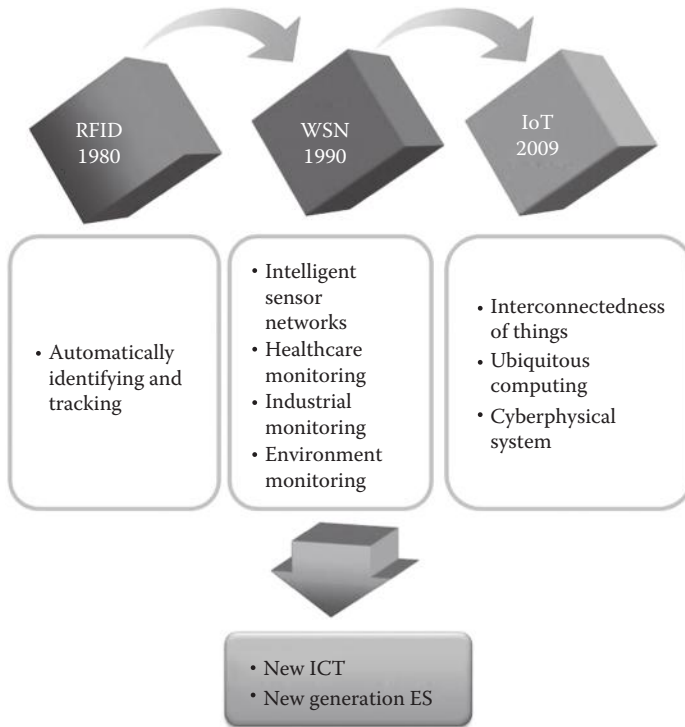 RFID
1980
WSN
1990
IoT
2009
• Automatically
identifying and
tracking
• Intelligent
sensor
networks
• Healthcare
monitoring
• Industrial
monitoring
• Environment
monitoring
• Interconnectedness
of things
• Ubiquitous
computing
• Cyberphysical
system
• New ICT
• New generation ES